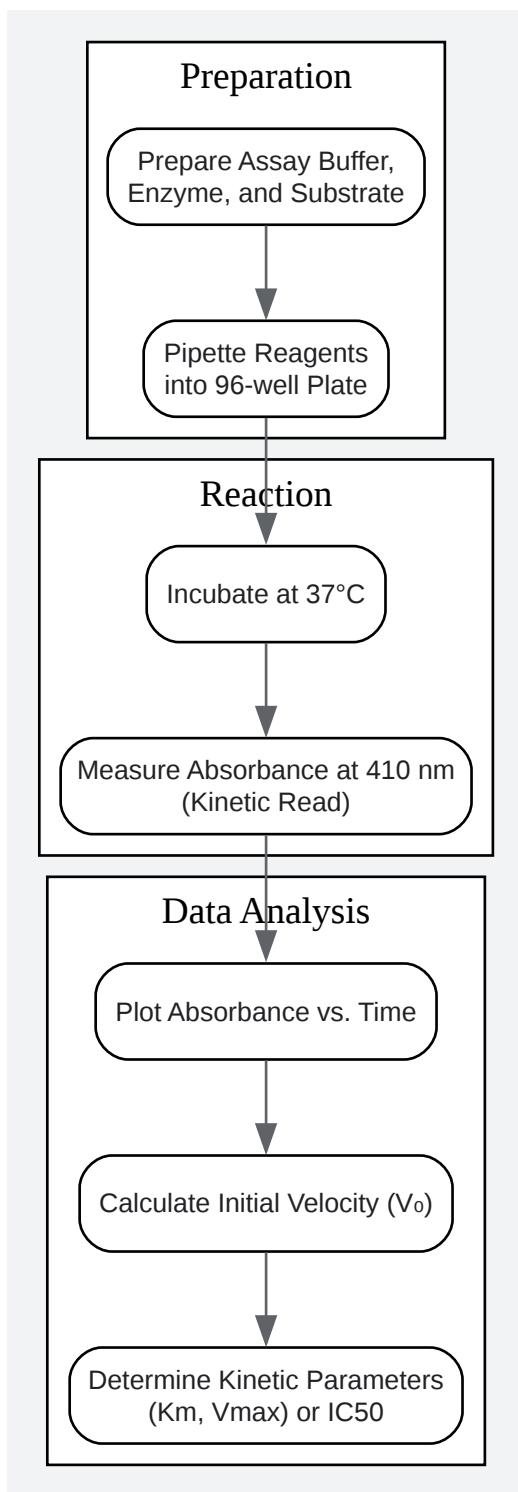 Preparation
Prepare Assay Buffer,
Enzyme, and Substrate
Pipette Reagents
into 96-well Plate
Reaction
Incubate at 37°C
Measure Absorbance at 410 nm
(Kinetic Read)
Data Analysis
Plot Absorbance vs. Time
Calculate Initial Velocity (V₀)
Determine Kinetic Parameters
(Km, Vmax) or IC50